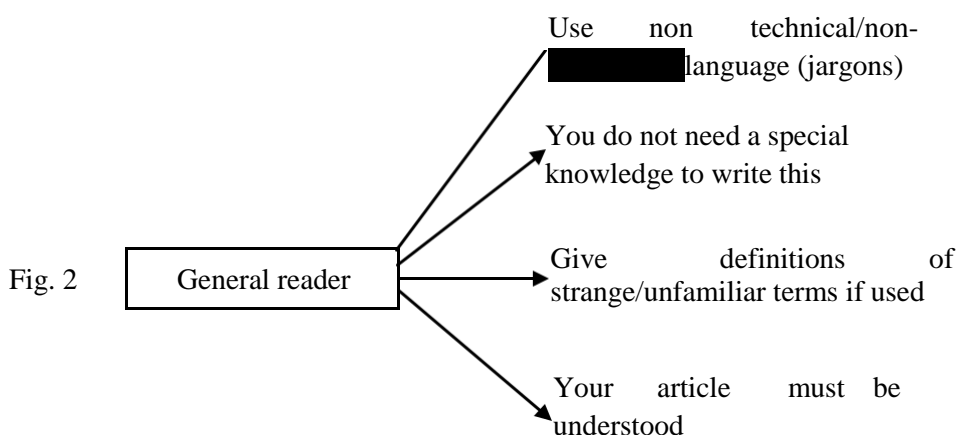 Use non technical/non-
language (jargons)
You do not need a special
knowledge to write this
Fig. 2
General reader
Give definitions of
strange/unfamiliar terms if used
Your article must be
understood